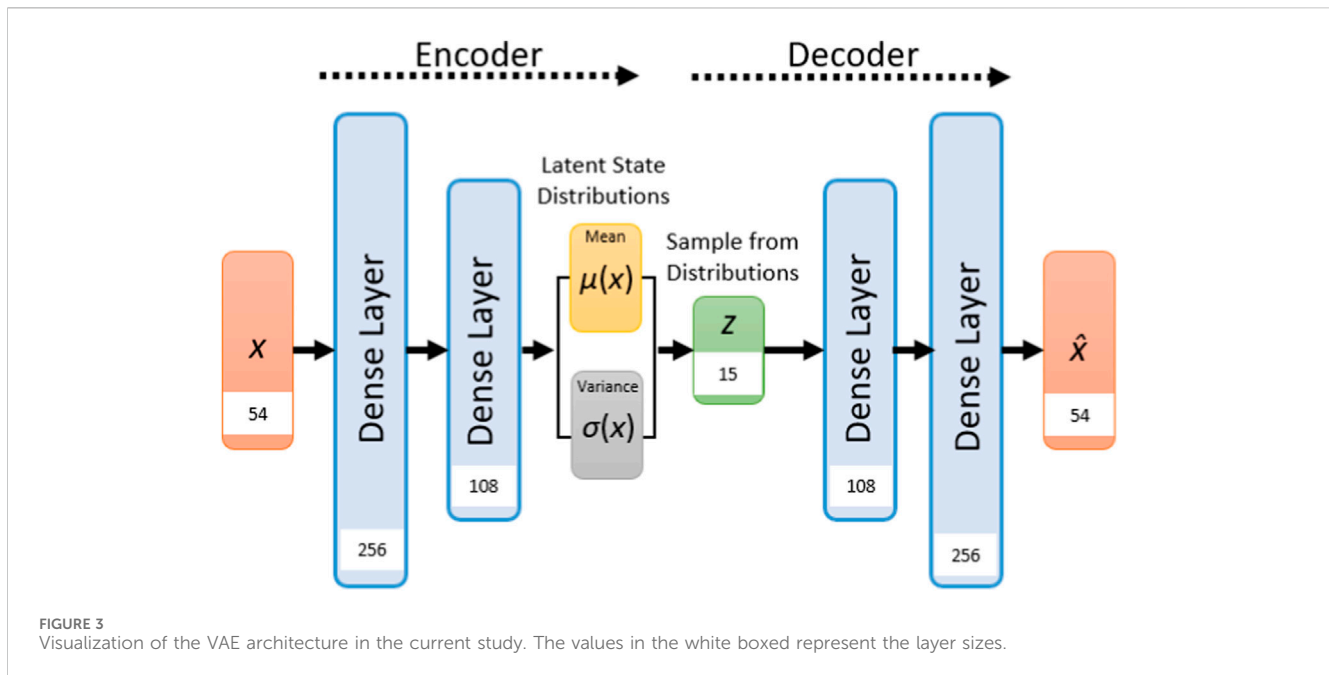 Encoder
Decoder
Latent State
Distributions
Sample from
Distributions
x
54
Dense Layer
256
Dense Layer
108
Mean
μ(x)
Variance
σ(x)
z
15
Dense Layer
108
Dense Layer
256
x̂
54
FIGURE 3
Visualization of the VAE architecture in the current study. The values in the white boxed represent the layer sizes.